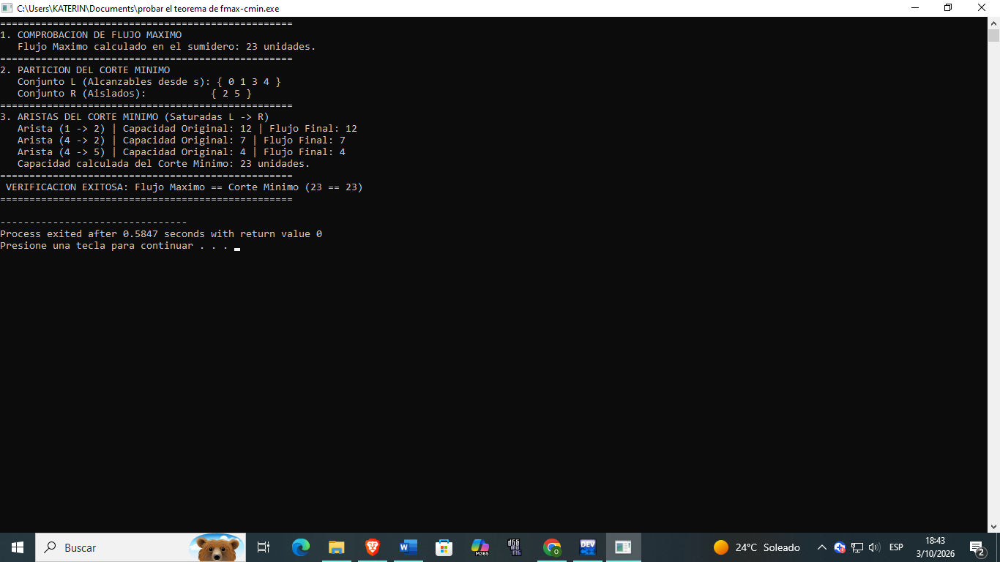 C:\Users\KATERIN\Documents\probar el teorema de fmax-cmin.exe
==================================================
1. COMPROBACION DE FLUJO MAXIMO
   Flujo Maximo calculado en el sumidero: 23 unidades.
==================================================
2. PARTICION DEL CORTE MINIMO
   Conjunto L (Alcanzables desde s): { 0 1 3 4 }
   Conjunto R (Aislados):           { 2 5 }
==================================================
3. ARISTAS DEL CORTE MINIMO (Saturadas L -> R)
   Arista (1 -> 2) | Capacidad Original: 12 | Flujo Final: 12
   Arista (4 -> 2) | Capacidad Original: 7 | Flujo Final: 7
   Arista (4 -> 5) | Capacidad Original: 4 | Flujo Final: 4
   Capacidad calculada del Corte Minimo: 23 unidades.
==================================================
 VERIFICACION EXITOSA: Flujo Maximo == Corte Minimo (23 == 23)
==================================================
--------------------------------
Process exited after 0.5847 seconds with return value 0
Presione una tecla para continuar . . .
Buscar
M365
DEV
24°C Soleado
ESP
18:43
3/10/2026
2